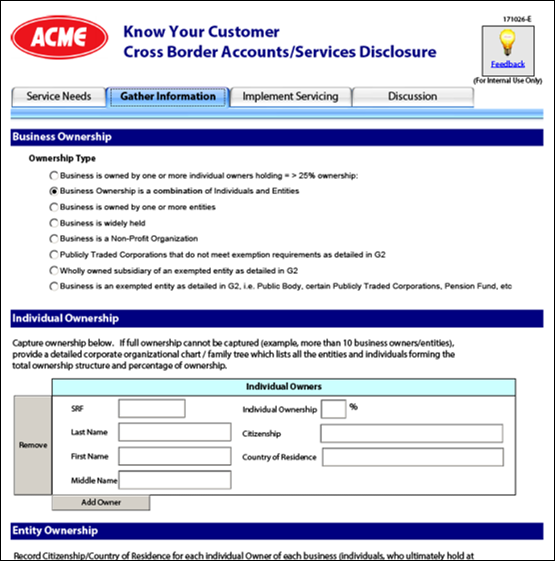 171026-E
ACME
Know Your Customer
Cross Border Accounts/Services Disclosure
Feedback
(For Internal Use Only)
Service Needs
Gather Information
Implement Servicing
Discussion
Business Ownership
Ownership Type
Business is owned by one or more individual owners holding = > 25% ownership:
Business Ownership is a combination of Individuals and Entities
Business is owned by one or more entities
Business is widely held
Business is a Non-Profit Organization
Publicly Traded Corporations that do not meet exemption requirements as detailed in G2
Wholly owned subsidiary of an exempted entity as detailed in G2
Business is an exempted entity as detailed in G2, i.e. Public Body, certain Publicly Traded Corporations, Pension Fund, etc
Individual Ownership
Capture ownership below. If full ownership cannot be captured (example, more than 10 business owners/entities),
provide a detailed corporate organizational chart / family tree which lists all the entities and individuals forming the
total ownership structure and percentage of ownership.
Individual Owners
Remove
SRF
Individual Ownership %
Last Name
Citizenship
First Name
Country of Residence
Middle Name
Add Owner
Entity Ownership
Record Citizenship/Country of Residence for each individual Owner of each business (individuals, who ultimately hold at